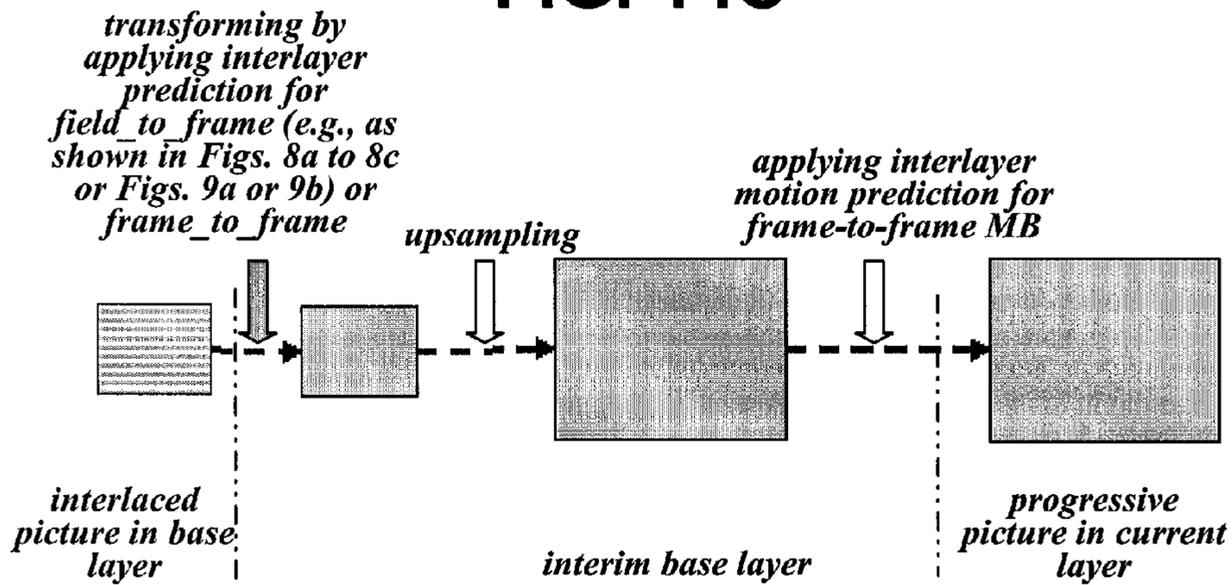 transforming by
applying interlayer
prediction for
field_to_frame (e.g., as
shown in Figs. 8a to 8c
or Figs. 9a or 9b) or
frame_to_frame
upsampling
applying interlayer
motion prediction for
frame-to-frame MB
interlaced
picture in base
layer
interim base layer
progressive
picture in current
layer